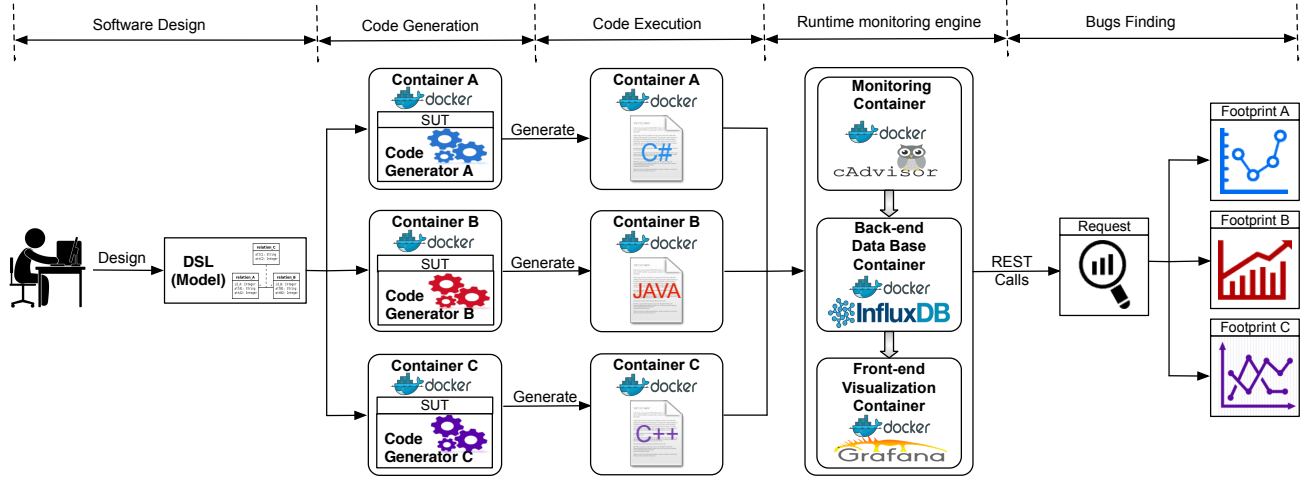 Software Design
Code Generation
Code Execution
Runtime monitoring engine
Bugs Finding
Design
DSL
(Model)
relation_C
relation_A
relation_B
Container A
docker
SUT
Code
Generator A
Generate
Container A
docker
C#
Container B
docker
SUT
Code
Generator B
Generate
Container B
docker
JAVA
Container C
docker
SUT
Code
Generator C
Generate
Container C
docker
C++
Monitoring
Container
docker
cAdvisor
Back-end
Data Base
Container
docker
InfluxDB
Front-end
Visualization
Container
docker
Grafana
REST
Calls
Request
Footprint A
Footprint B
Footprint C